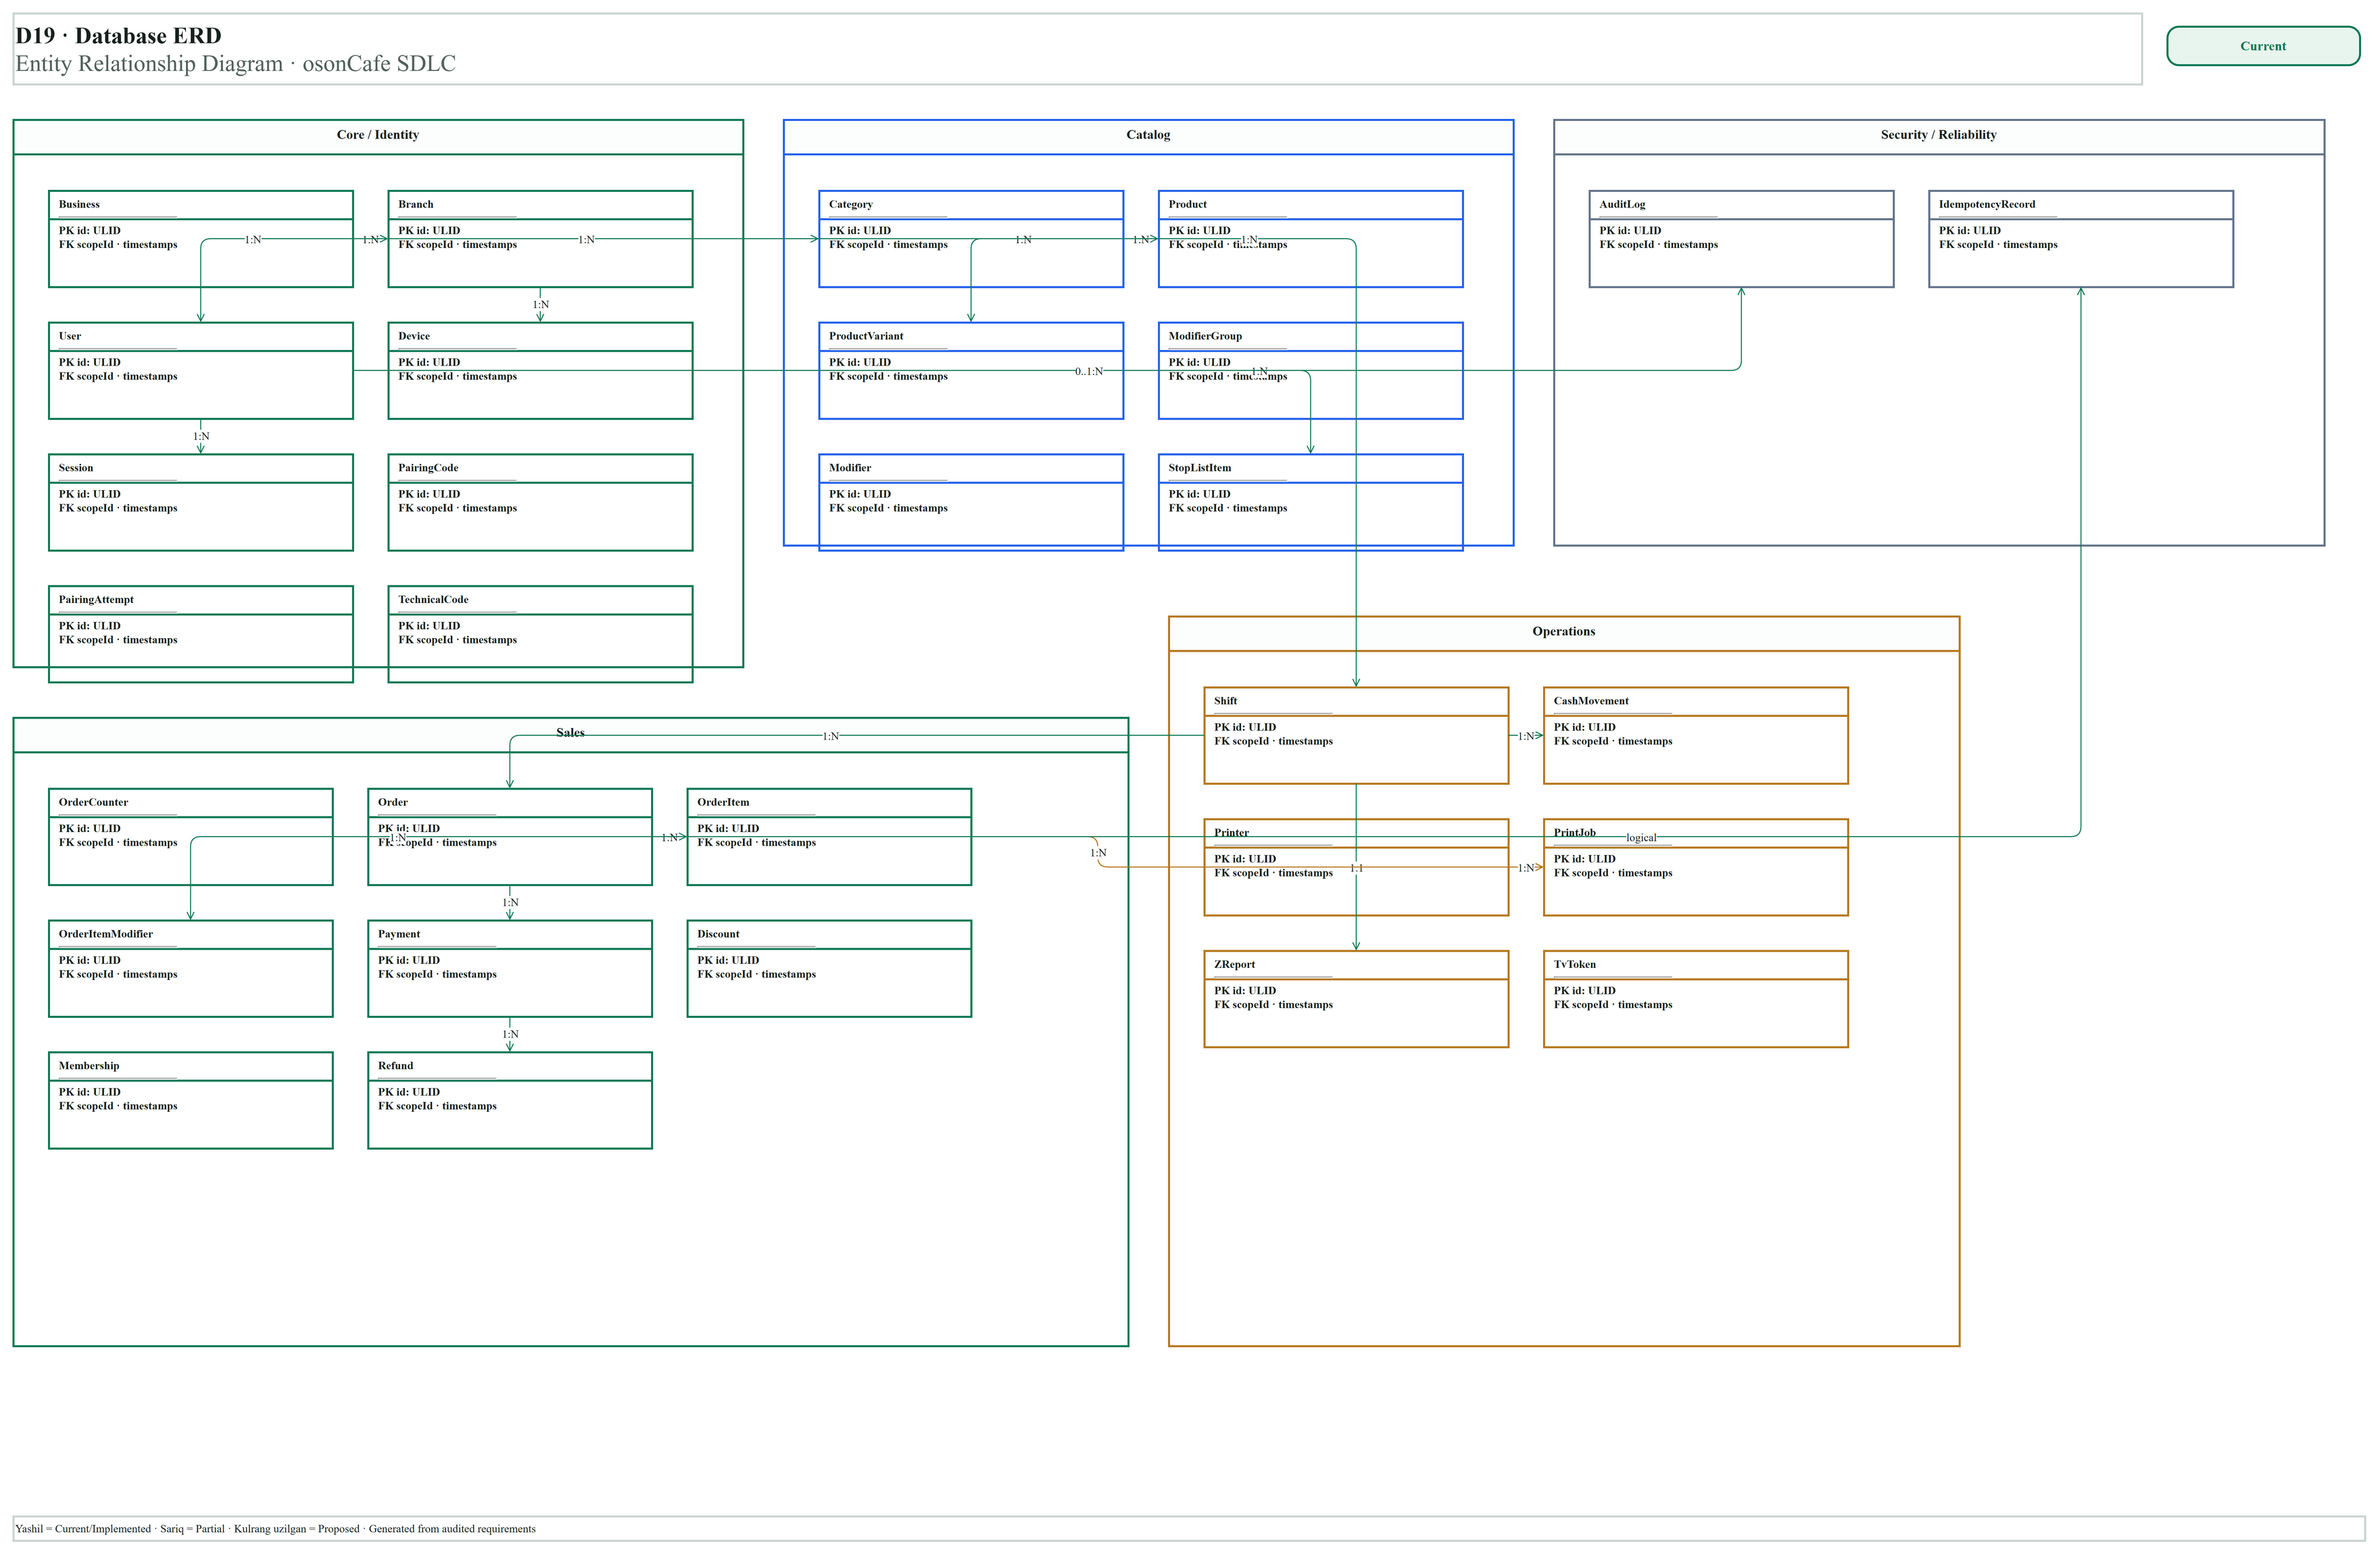 D19 · Database ERD
Entity Relationship Diagram · osonCafe SDLC
Current
Core / Identity
Business
PK id: ULID
FK scopeId · timestamps
Branch
PK id: ULID
FK scopeId · timestamps
1:N
1:N
1:N
1:N
User
PK id: ULID
FK scopeId · timestamps
Device
PK id: ULID
FK scopeId · timestamps
1:N
Session
PK id: ULID
FK scopeId · timestamps
PairingCode
PK id: ULID
FK scopeId · timestamps
PairingAttempt
PK id: ULID
FK scopeId · timestamps
TechnicalCode
PK id: ULID
FK scopeId · timestamps
Catalog
Category
PK id: ULID
FK scopeId · timestamps
Product
PK id: ULID
FK scopeId · timestamps
1:N
1:N
1:N
ProductVariant
PK id: ULID
FK scopeId · timestamps
ModifierGroup
PK id: ULID
FK scopeId · timestamps
0..1:N
1:N
Modifier
PK id: ULID
FK scopeId · timestamps
StopListItem
PK id: ULID
FK scopeId · timestamps
Security / Reliability
AuditLog
PK id: ULID
FK scopeId · timestamps
IdempotencyRecord
PK id: ULID
FK scopeId · timestamps
Sales
1:N
OrderCounter
PK id: ULID
FK scopeId · timestamps
Order
PK id: ULID
FK scopeId · timestamps
OrderItem
PK id: ULID
FK scopeId · timestamps
1:N
1:N
1:N
1:N
OrderItemModifier
PK id: ULID
FK scopeId · timestamps
Payment
PK id: ULID
FK scopeId · timestamps
Discount
PK id: ULID
FK scopeId · timestamps
1:N
Membership
PK id: ULID
FK scopeId · timestamps
Refund
PK id: ULID
FK scopeId · timestamps
Operations
Shift
PK id: ULID
FK scopeId · timestamps
1:N
CashMovement
PK id: ULID
FK scopeId · timestamps
Printer
PK id: ULID
FK scopeId · timestamps
1:1
1:N
PrintJob
logical
PK id: ULID
FK scopeId · timestamps
ZReport
PK id: ULID
FK scopeId · timestamps
TvToken
PK id: ULID
FK scopeId · timestamps
Yashil = Current/Implemented · Sariq = Partial · Kulrang uzilgan = Proposed · Generated from audited requirements